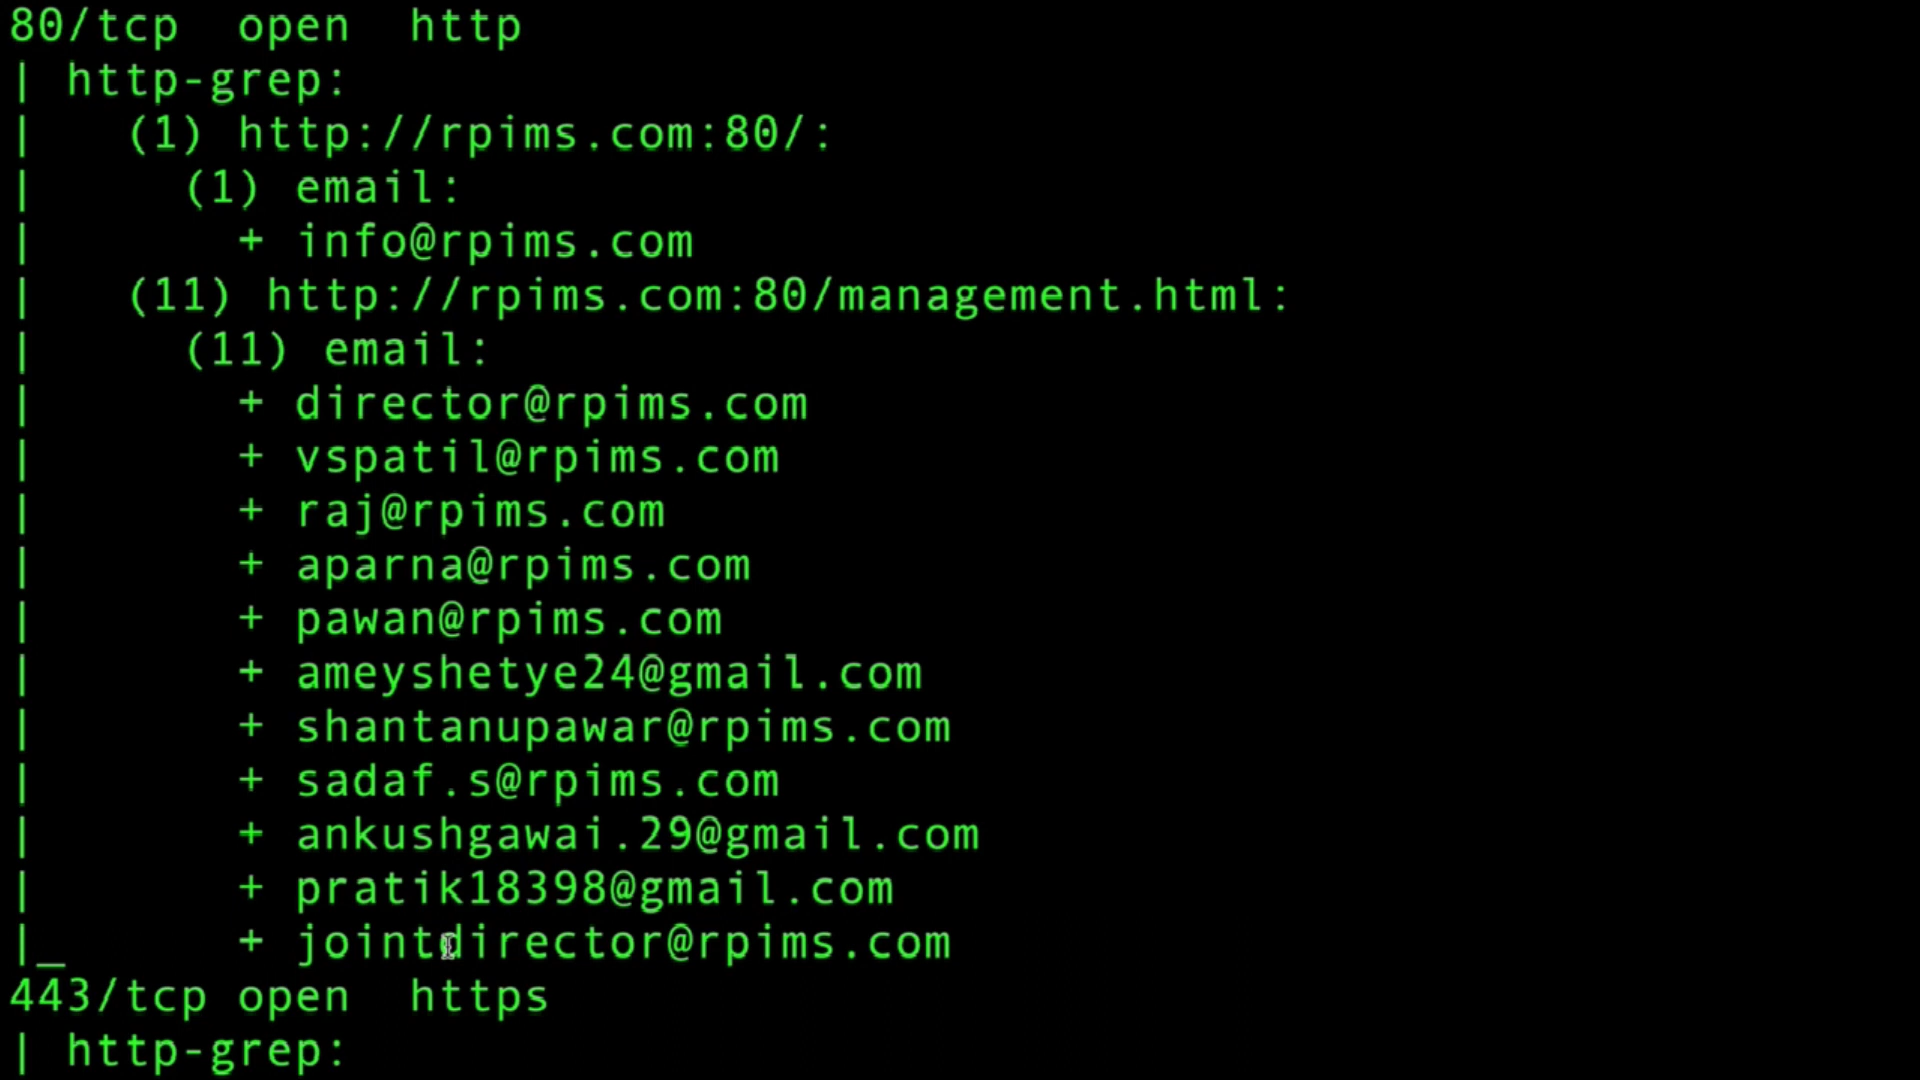 80/tcp  open  http
| http-grep:
|   (1) http://rpims.com:80/:
|     (1) email:
|       + info@rpims.com
|   (11) http://rpims.com:80/management.html:
|     (11) email:
|       + director@rpims.com
|       + vspatil@rpims.com
|       + raj@rpims.com
|       + aparna@rpims.com
|       + pawan@rpims.com
|       + ameyshetye24@gmail.com
|       + shantanupawar@rpims.com
|       + sadaf.s@rpims.com
|       + ankushgawai.29@gmail.com
|       + pratik18398@gmail.com
|_      + jointdirector@rpims.com
443/tcp open  https
| http-grep: